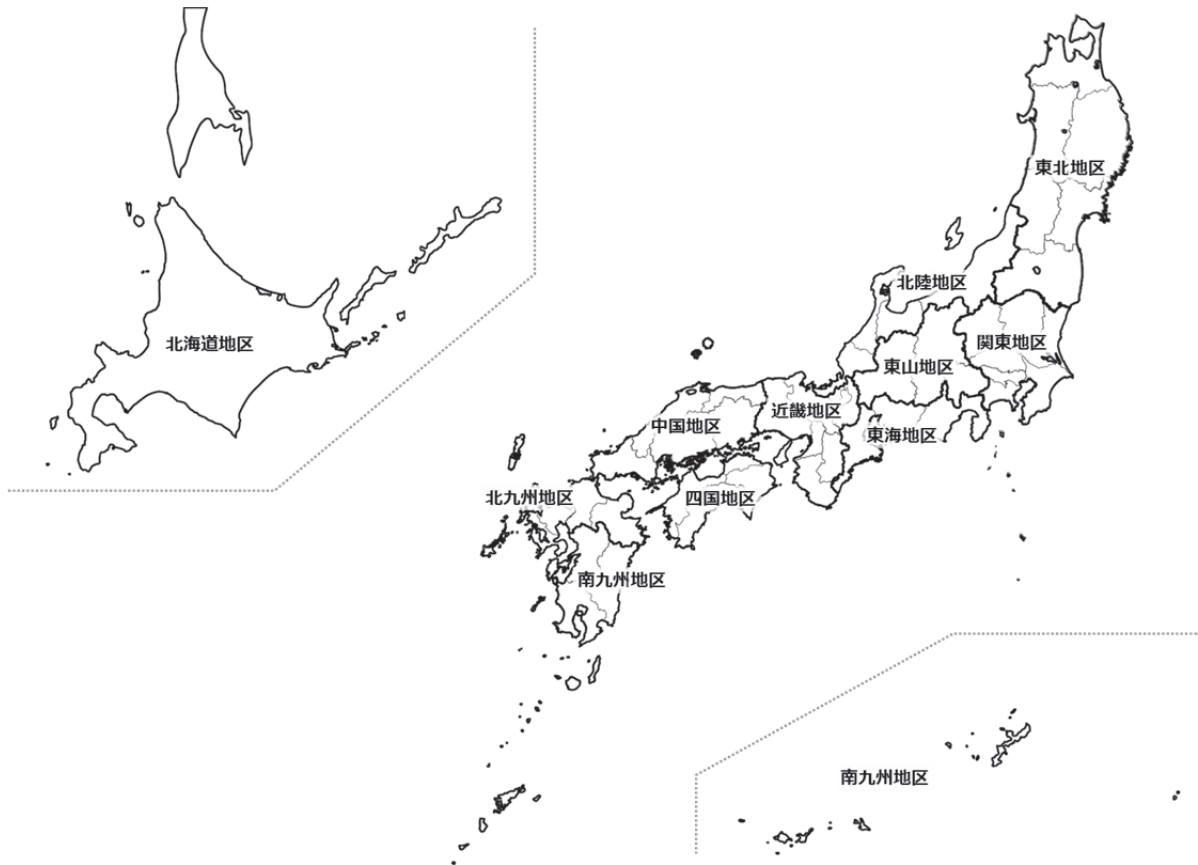 東北地区
北陸地区
北海道地区
関東地区
東山地区
近畿地区
中国地区
東海地区
北九州地区
四国地区
南九州地区
南九州地区